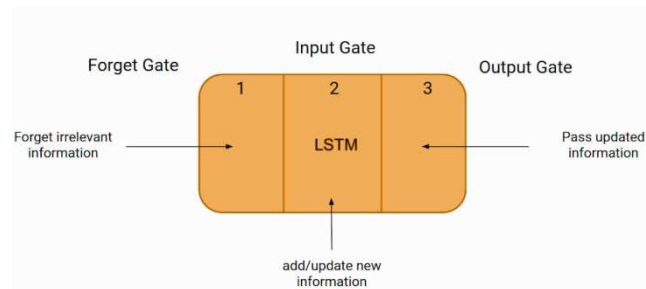 Input Gate
Forget Gate
Output Gate
1
2
3
Forget irrelevant
information
LSTM
Pass updated
information
add/update new
information